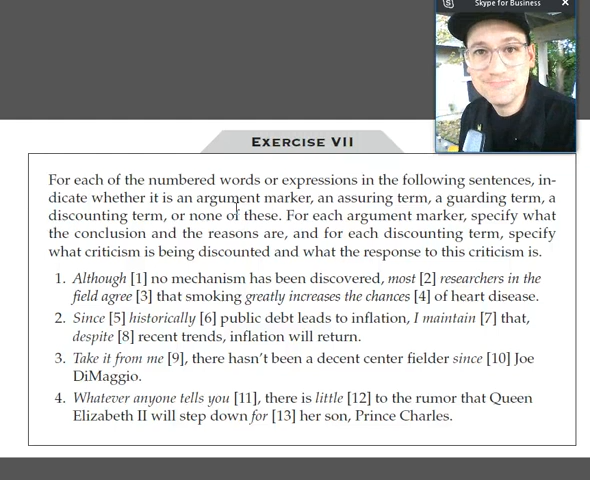 Skype for Business
EXERCISE VII
For each of the numbered words or expressions in the following sentences, in-
dicate whether it is an argument marker, an assuring term, a guarding term, a
discounting term, or none of these. For each argument marker, specify what
the conclusion and the reasons are, and for each discounting term, specify
what criticism is being discounted and what the response to this criticism is.
1. Although [1] no mechanism has been discovered, most [2] researchers in the
field agree [3] that smoking greatly increases the chances [4] of heart disease.
2. Since [5] historically [6] public debt leads to inflation, I maintain [7] that,
despite [8] recent trends, inflation will return.
3. Take it from me [9], there hasn't been a decent center fielder since [10] Joe
DiMaggio.
4. Whatever anyone tells you [11], there is little [12] to the rumor that Queen
Elizabeth II will step down for [13] her son, Prince Charles.